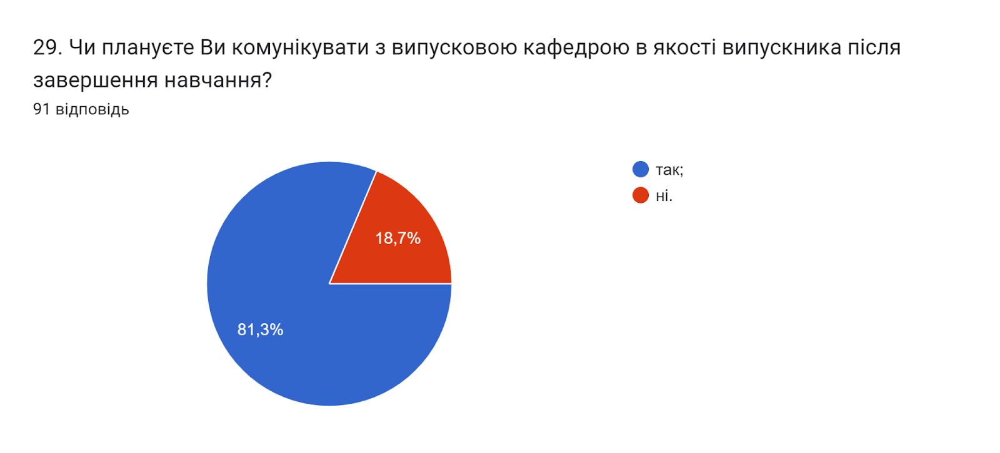 29. Чи плануєте Ви комунікувати з випусковою кафедрою в якості випускника після
завершення навчання?
91 відповідь
так;
ні.
18,7%
81,3%